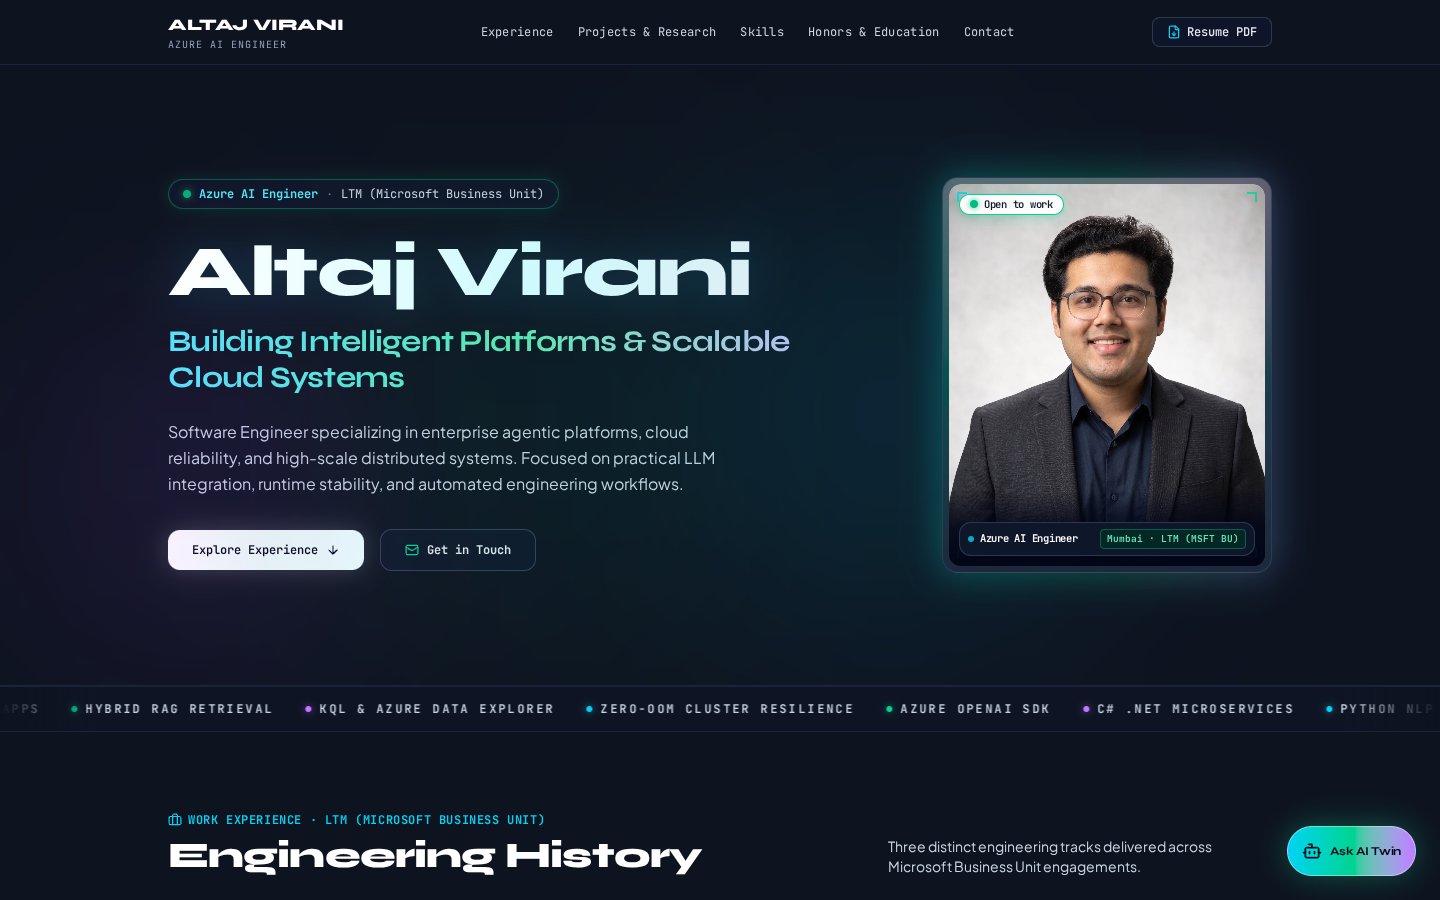 ALTAJ VIRANI
AZURE AI ENGINEER
Experience
Projects & Research
Skills
Honors & Education
Contact
Resume PDF
Azure AI Engineer · LTM (Microsoft Business Unit)
Altaj Virani
Building Intelligent Platforms & Scalable
Cloud Systems
Software Engineer specializing in enterprise agentic platforms, cloud
reliability, and high-scale distributed systems. Focused on practical LLM
integration, runtime stability, and automated engineering workflows.
Explore Experience ↓
Get in Touch
Open to work
Azure AI Engineer
Mumbai · LTM (MSFT BU)
APPS
HYBRID RAG RETRIEVAL
KQL & AZURE DATA EXPLORER
ZERO-OOM CLUSTER RESILIENCE
AZURE OPENAI SDK
C# .NET MICROSERVICES
PYTHON NLP
WORK EXPERIENCE · LTM (MICROSOFT BUSINESS UNIT)
Engineering History
Three distinct engineering tracks delivered across
Microsoft Business Unit engagements.
Ask AI Twin